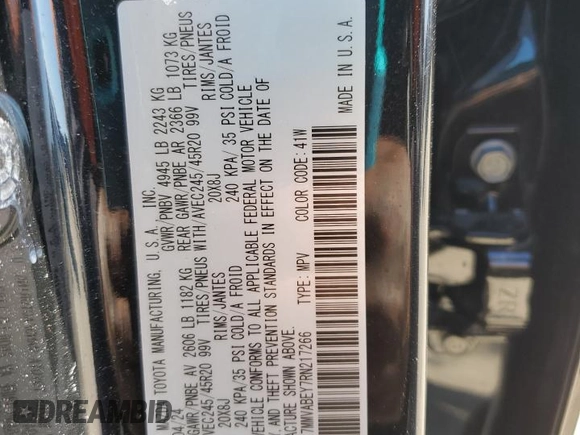 MAZDA TOYOTA MANUFACTURING, U.S.A., INC.
04/24 GVWR/PNBV 4945 LB 2243 KG
GAWR/PNBE AV 2606 LB 1182 KG REAR GAWR/PNBE AR 2366 LB 1073 KG
AVEC245/45R20 99V TIRES/PNEUS WITH/AVEC245/45R20 99V TIRES/PNEUS
20X8J RIMS/JANTES 20X8J RIMS/JANTES
240 KPA/35 PSI COLD/A FROID 240 KPA/35 PSI COLD/A FROID
VEHICLE CONFORMS TO ALL APPLICABLE FEDERAL MOTOR VEHICLE
AND THEFT PREVENTION STANDARDS IN EFFECT ON THE DATE OF
MANUFACTURE SHOWN ABOVE.
7MMVABEY7RN217266 TYPE: MPV COLOR CODE: 41W MADE IN U.S.A.
DREAMBID